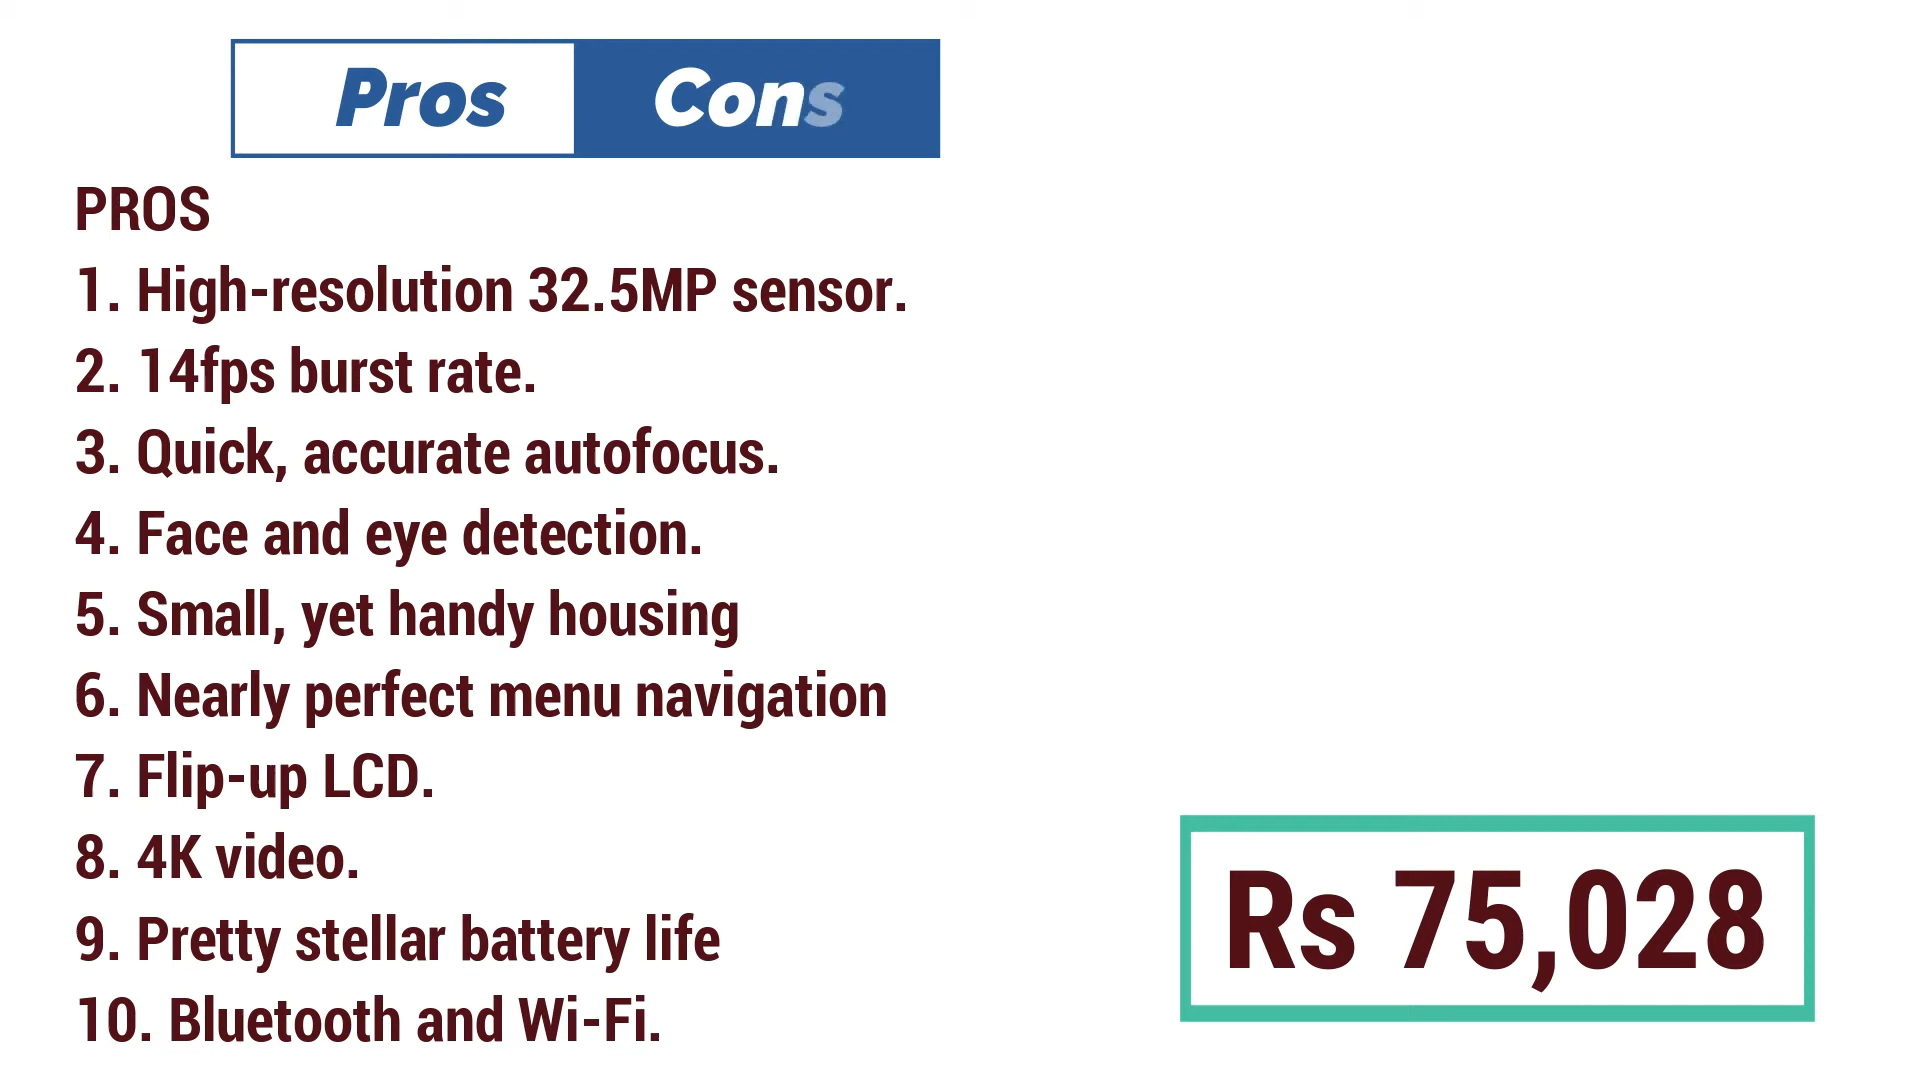 Pros Cons
PROS
1. High-resolution 32.5MP sensor.
2. 14fps burst rate.
3. Quick, accurate autofocus.
4. Face and eye detection.
5. Small, yet handy housing
6. Nearly perfect menu navigation
7. Flip-up LCD.
8. 4K video.
9. Pretty stellar battery life
10. Bluetooth and Wi-Fi.
Rs 75,028